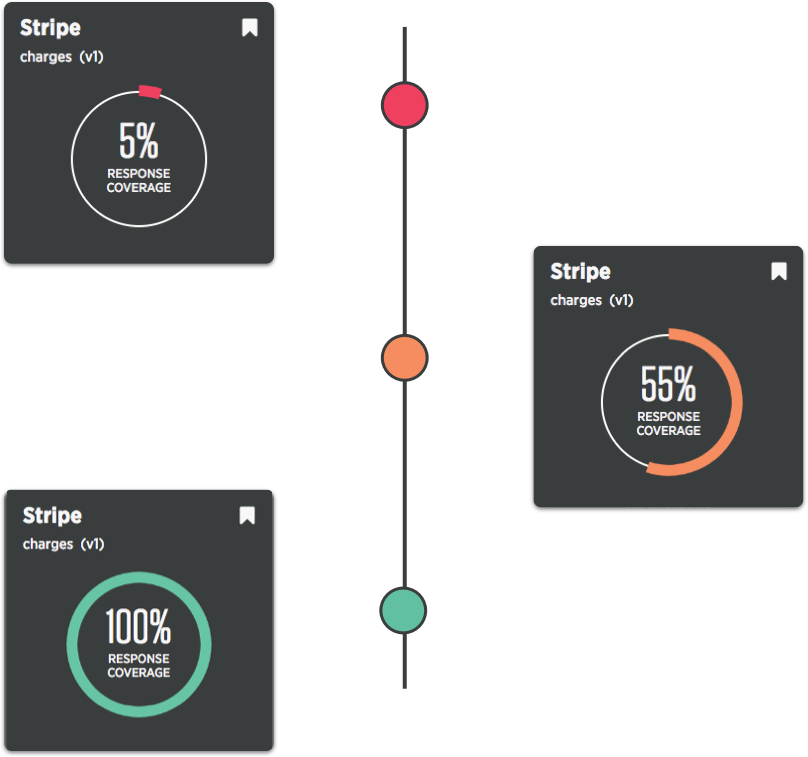 Stripe
charges (v1)
5%
RESPONSE
COVERAGE
Stripe
charges (v1)
55%
RESPONSE
COVERAGE
Stripe
charges (v1)
100%
RESPONSE
COVERAGE